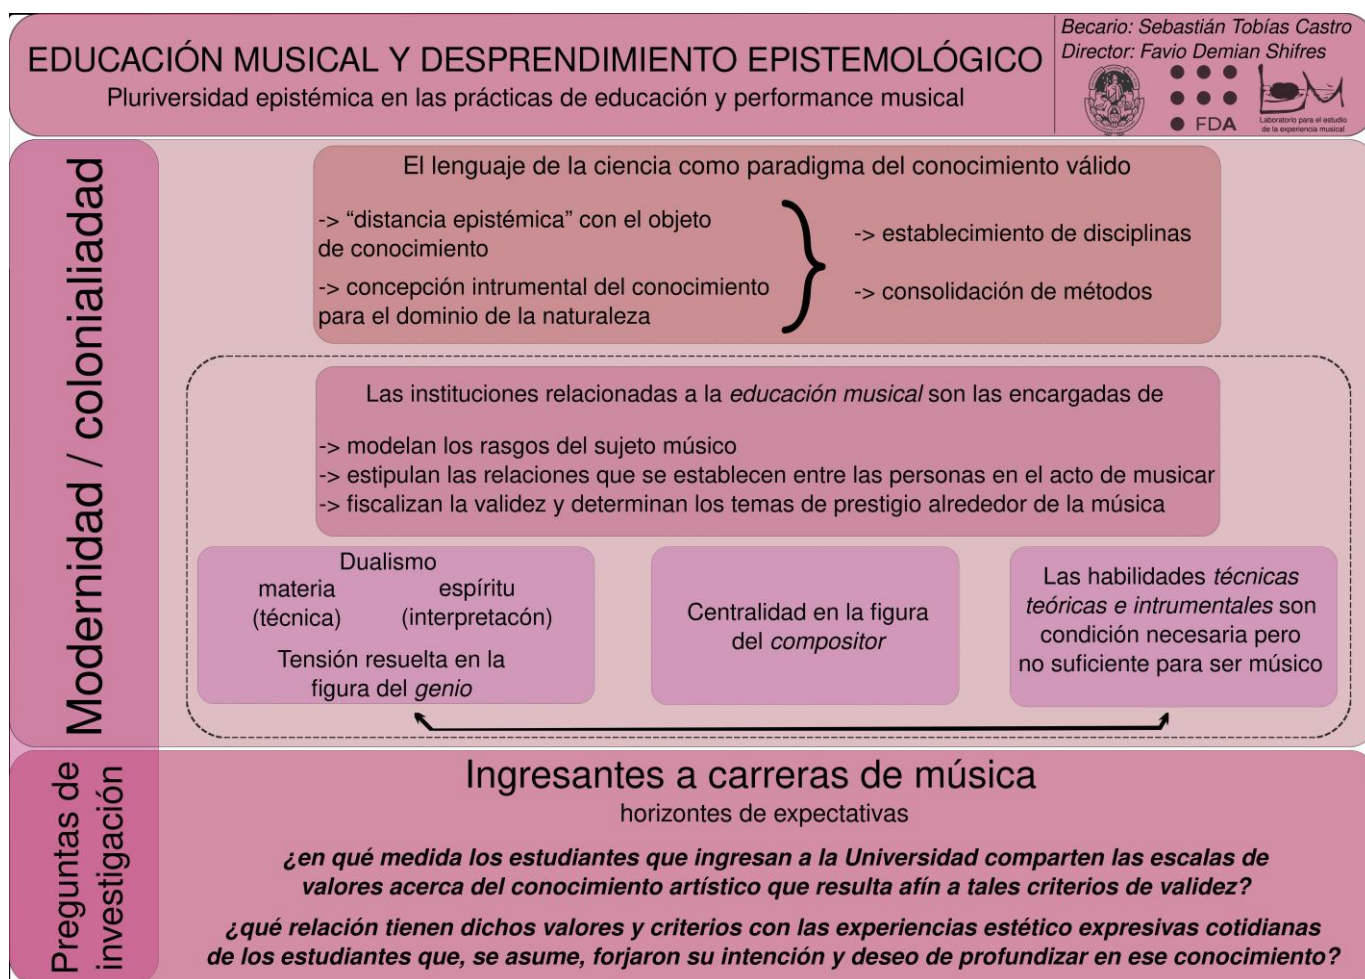 EDUCACIÓN MUSICAL Y DESPRENDIMIENTO EPISTEMOLÓGICO
Pluriversidad epistémica en las prácticas de educación y performance musical
Becario: Sebastián Tobías Castro
Director: Favio Demian Shifres
FDA
Laboratorio para el estudio
de la experiencia musical
Modernidad / colonialiadad
El lenguaje de la ciencia como paradigma del conocimiento válido
-> “distancia epistémica” con el objeto
de conocimiento
-> concepción intrumental del conocimiento
para el dominio de la naturaleza
-> establecimiento de disciplinas
-> consolidación de métodos
Las instituciones relacionadas a la educación musical son las encargadas de
-> modelan los rasgos del sujeto músico
-> estipulan las relaciones que se establecen entre las personas en el acto de musicar
-> fiscalizan la validez y determinan los temas de prestigio alrededor de la música
Dualismo
materia espíritu
(técnica) (interpretacón)
Tensión resuelta en la
figura del genio
Centralidad en la figura
del compositor
Las habilidades técnicas
teóricas e intrumentales son
condición necesaria pero
no suficiente para ser músico
Preguntas de
investigación
Ingresantes a carreras de música
horizontes de expectativas
¿en qué medida los estudiantes que ingresan a la Universidad comparten las escalas de
valores acerca del conocimiento artístico que resulta afín a tales criterios de validez?
¿qué relación tienen dichos valores y criterios con las experiencias estético expresivas cotidianas
de los estudiantes que, se asume, forjaron su intención y deseo de profundizar en ese conocimiento?